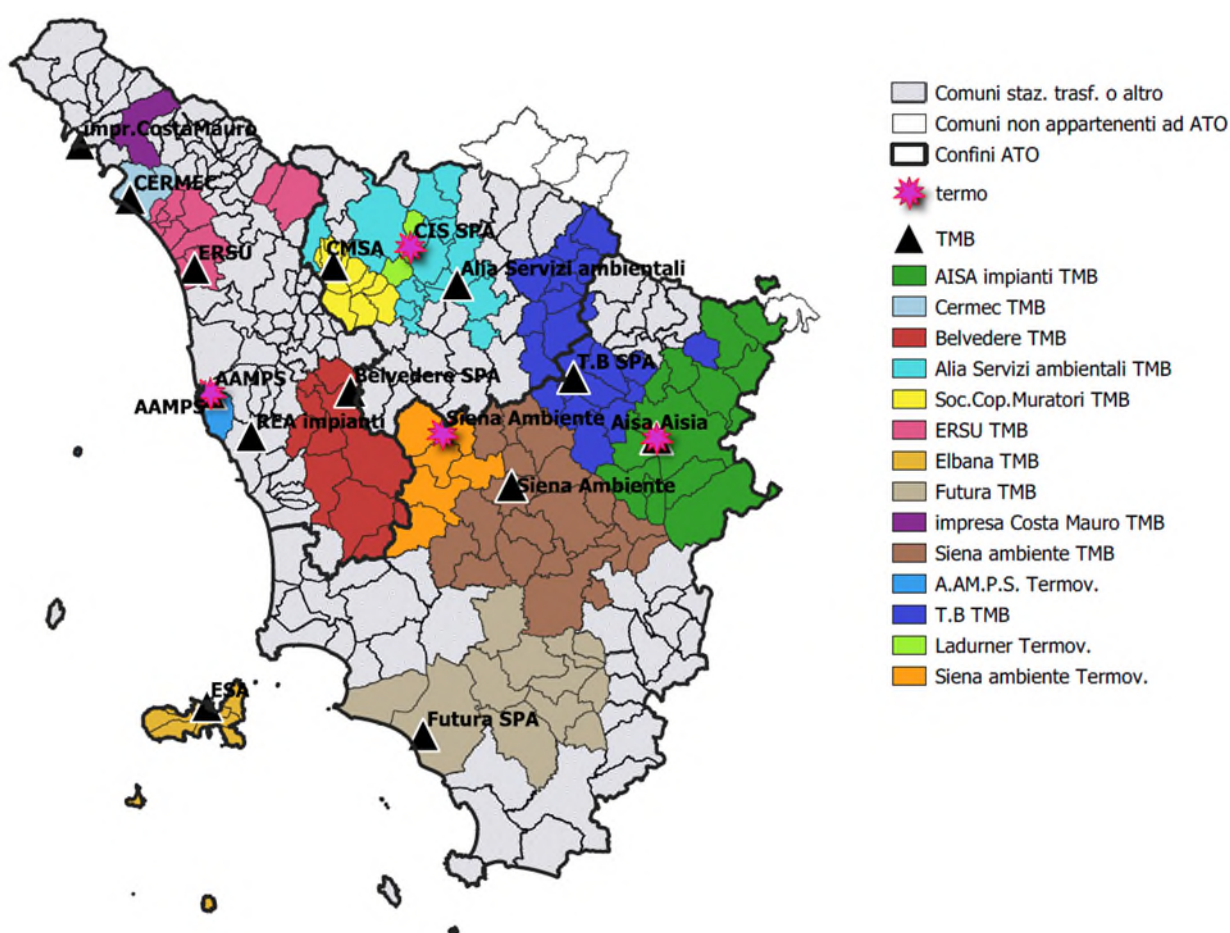 impr.CostaMauro
CERMEC
ERSU
CMSA
CIS SPA
Alia Servizi ambientali
T.B SPA
AAMPS
AAMPS
Belvedere SPA
REA impianti
Siena Ambiente
Aisa Aisia
Siena Ambiente
ESA
Futura SPA
Comuni staz. trasf. o altro
Comuni non appartenenti ad ATO
Confini ATO
termo
TMB
AISA impianti TMB
Cermec TMB
Belvedere TMB
Alia Servizi ambientali TMB
Soc.Cop.Muratori TMB
ERSU TMB
Elbana TMB
Futura TMB
impresa Costa Mauro TMB
Siena ambiente TMB
A.AM.P.S. Termov.
T.B TMB
Ladurner Termov.
Siena ambiente Termov.